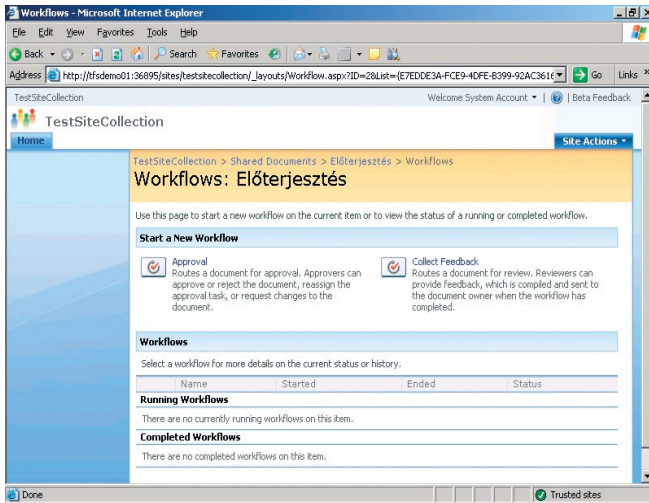 Workflows - Microsoft Internet Explorer
File Edit View Favorites Tools Help
Back Search Favorites
Address http://tfsdemo01:36895/sites/testsitecollection/_layouts/Workflow.aspx?ID=2&List={E7EDDE3A-FCE9-4DFE-B399-92AC3616 Go Links »
TestSiteCollection Welcome System Account | Beta Feedback
TestSiteCollection
Home Site Actions
TestSiteCollection > Shared Documents > Előterjesztés > Workflows
Workflows: Előterjesztés
Use this page to start a new workflow on the current item or to view the status of a running or completed workflow.
Start a New Workflow
Approval
Routes a document for approval. Approvers can
approve or reject the document, reassign the
approval task, or request changes to the
document.
Collect Feedback
Routes a document for review. Reviewers can
provide feedback, which is compiled and sent to
the document owner when the workflow has
completed.
Workflows
Select a workflow for more details on the current status or history.
Name Started Ended Status
Running Workflows
There are no currently running workflows on this item.
Completed Workflows
There are no completed workflows on this item.
Done Trusted sites